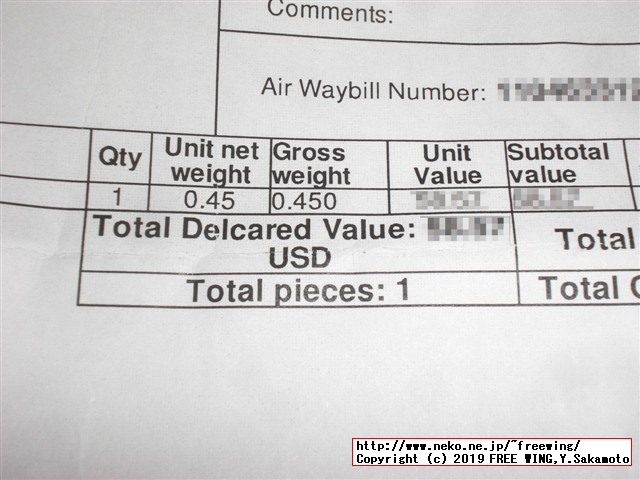 Comments:
Air Waybill Number:
Qty
Unit net
weight
Gross
weight
Unit
Value
Subtotal
value
1
0.45
0.450
Total Delcared Value:
USD
Total
Total pieces: 1
Total
http://www.neko.ne.jp/~freewing/
Copyright (c) 2019 FREE WING,Y.Sakamoto